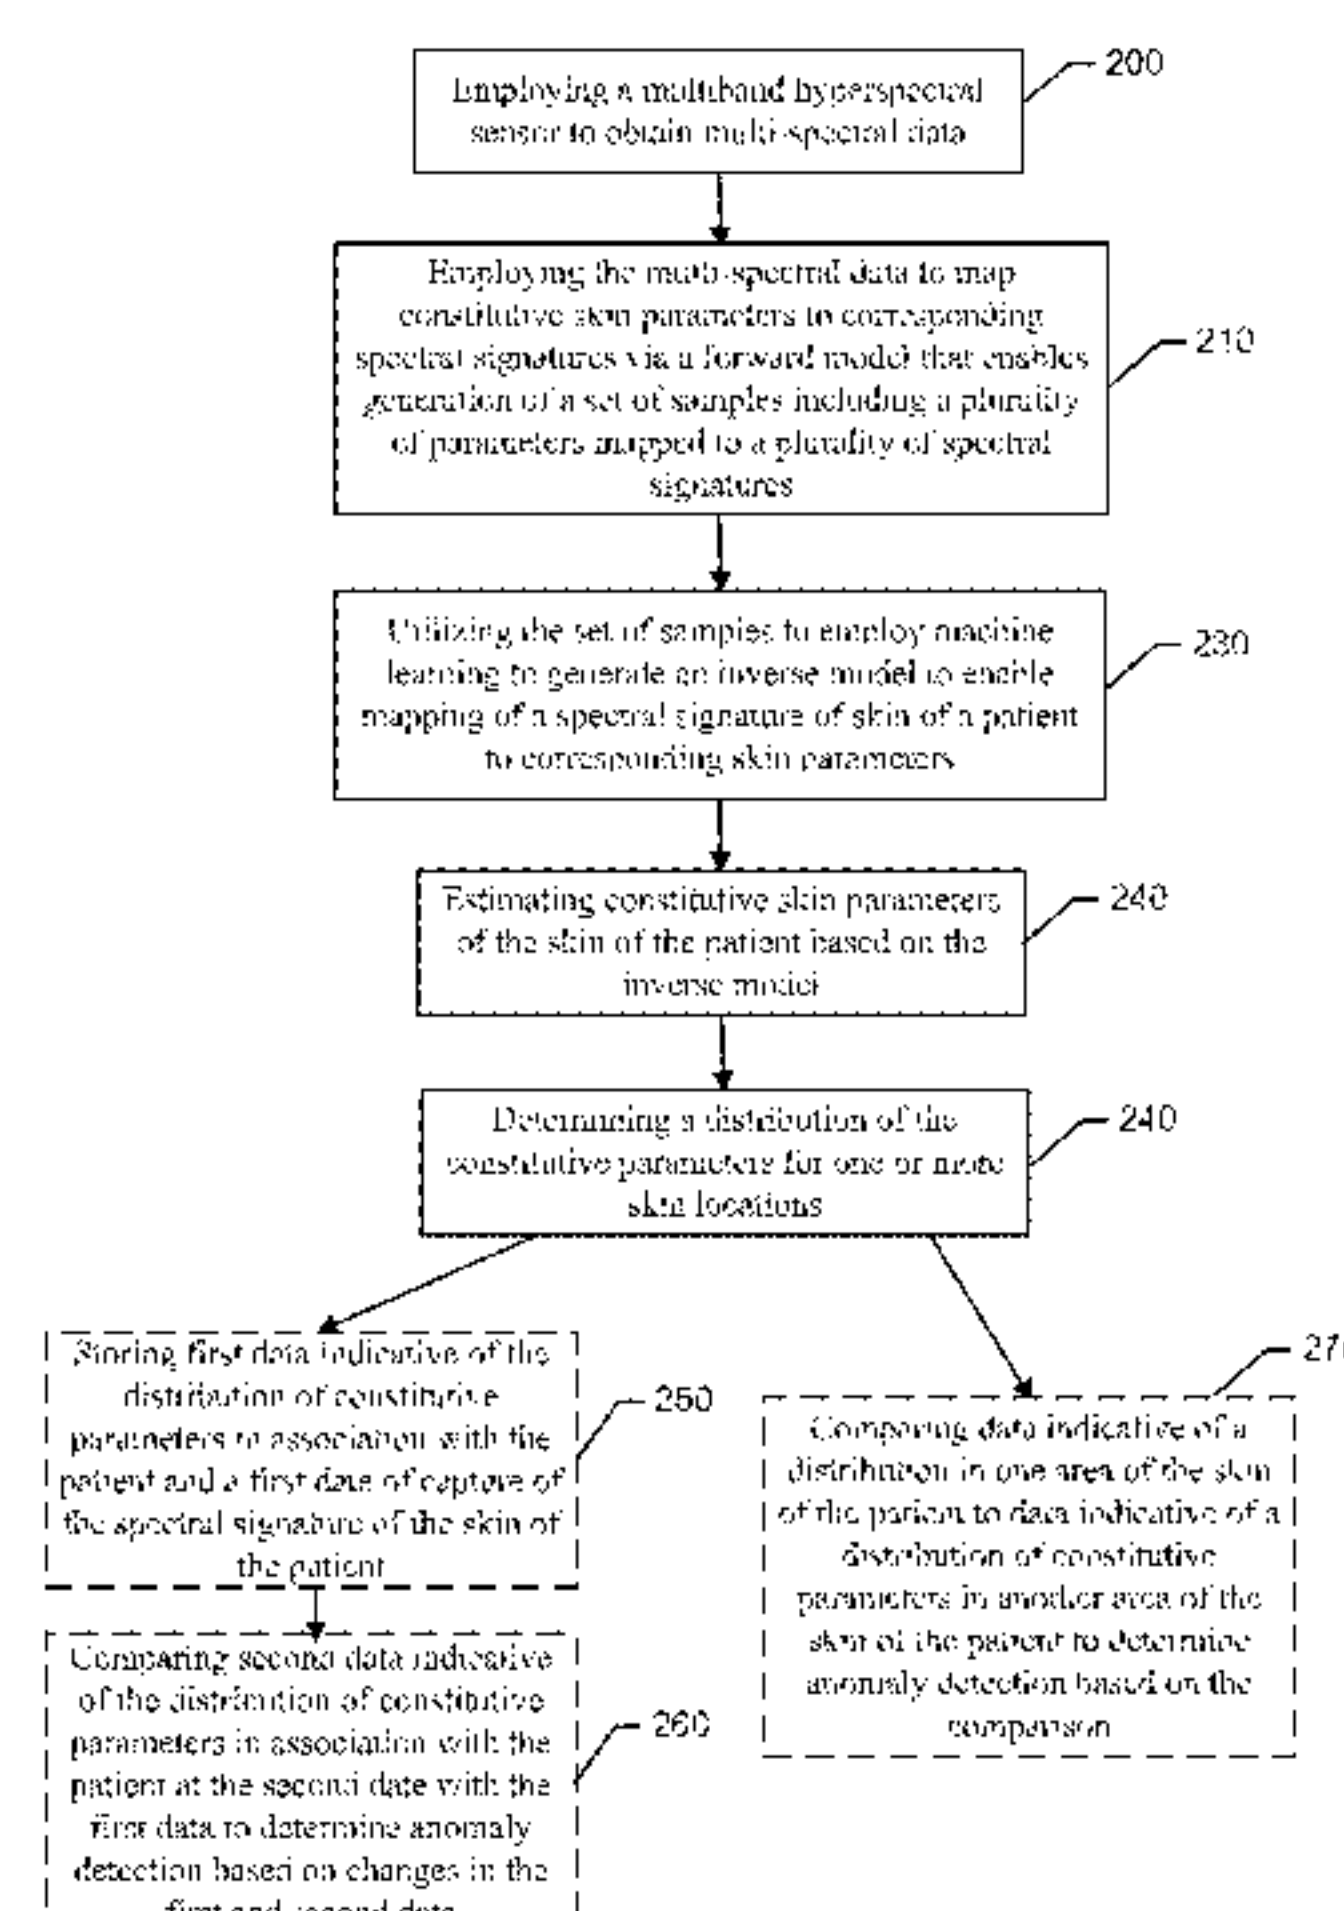 Employing a multiband hyperspectral
sensor to obtain multi-spectral data
200
Employing the multi-spectral data to map
constitutive skin parameters to corresponding
spectral signatures via a forward model that enables
generation of a set of samples including a plurality
of parameters mapped to a plurality of spectral
signatures
210
Utilizing the set of samples to employ machine
learning to generate an inverse model to enable
mapping of a spectral signature of skin of a patient
to corresponding skin parameters
230
Estimating constitutive skin parameters
of the skin of the patient based on the
inverse model
240
Determining a distribution of the
constitutive parameters for one or more
skin locations
240
Storing first data indicative of the
distribution of constitutive
parameters in association with the
patient and a first date of capture of
the spectral signature of the skin of
the patient
250
Comparing second data indicative
of the distribution of constitutive
parameters in association with the
patient at the second date with the
first data to determine anomaly
detection based on changes in the
first and second data
260
Comparing data indicative of a
distribution in one area of the skin
of the patient to data indicative of a
distribution of constitutive
parameters in another area of the
skin of the patient to determine
anomaly detection based on the
comparison
27